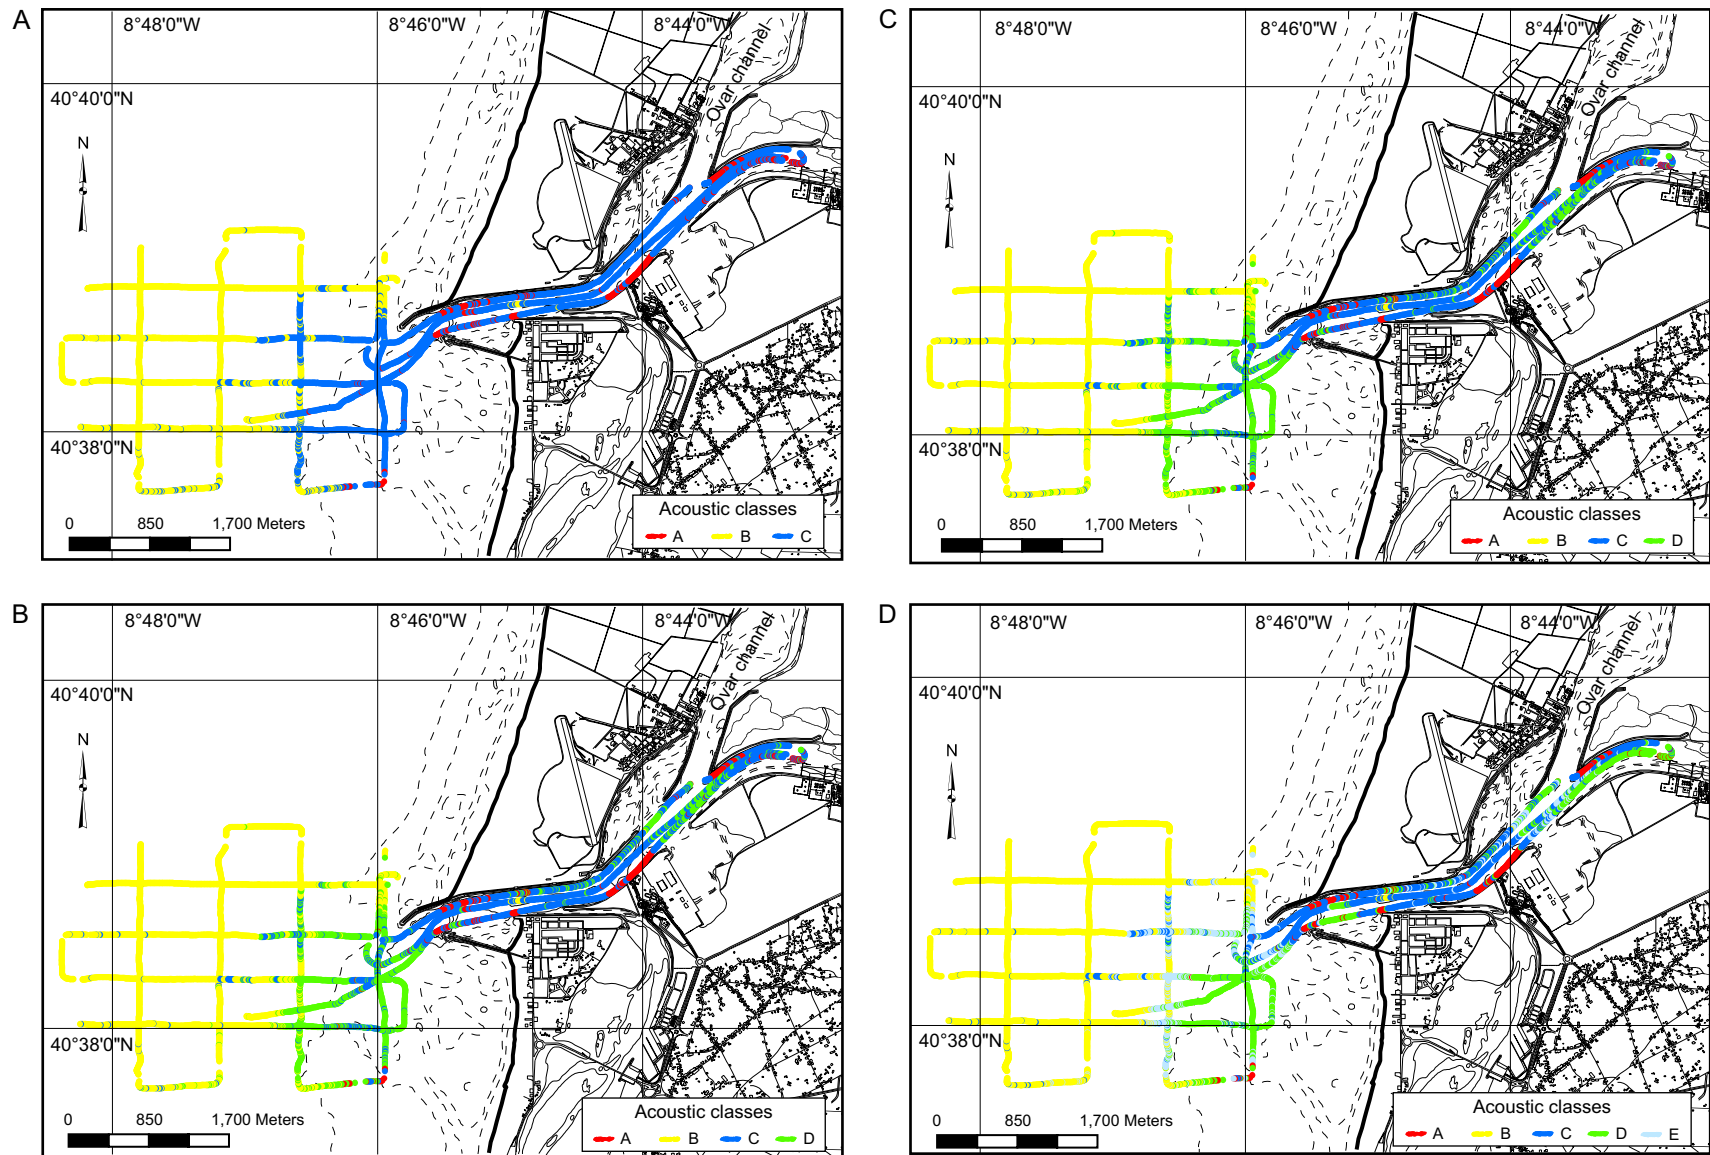 A
8°48'0"W
8°46'0"W
8°44'0"W
40°40'0"N
Ovar channel
N
40°38'0"N
0 850 1,700 Meters
Acoustic classes
A B C
C
8°48'0"W
8°46'0"W
8°44'0"W
40°40'0"N
Ovar channel
N
40°38'0"N
0 850 1,700 Meters
Acoustic classes
A B C D
B
8°48'0"W
8°46'0"W
8°44'0"W
40°40'0"N
Ovar channel
N
40°38'0"N
0 850 1,700 Meters
Acoustic classes
A B C D
D
8°48'0"W
8°46'0"W
8°44'0"W
40°40'0"N
Ovar channel
N
40°38'0"N
0 850 1,700 Meters
Acoustic classes
A B C D E